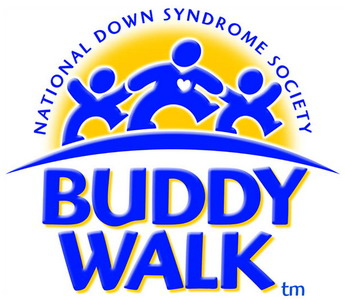 NATIONAL DOWN SYNDROME SOCIETY
BUDDY
WALK tm